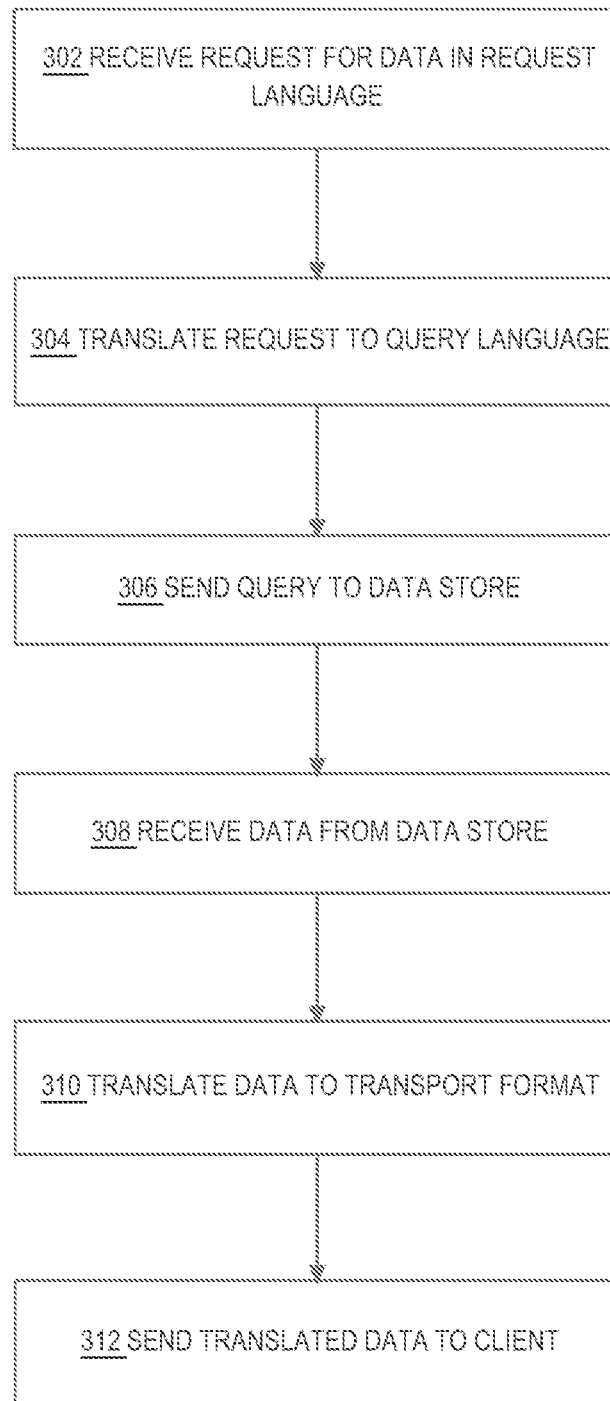 302 RECEIVE REQUEST FOR DATA IN REQUEST
LANGUAGE
304 TRANSLATE REQUEST TO QUERY LANGUAGE
306 SEND QUERY TO DATA STORE
308 RECEIVE DATA FROM DATA STORE
310 TRANSLATE DATA TO TRANSPORT FORMAT
312 SEND TRANSLATED DATA TO CLIENT